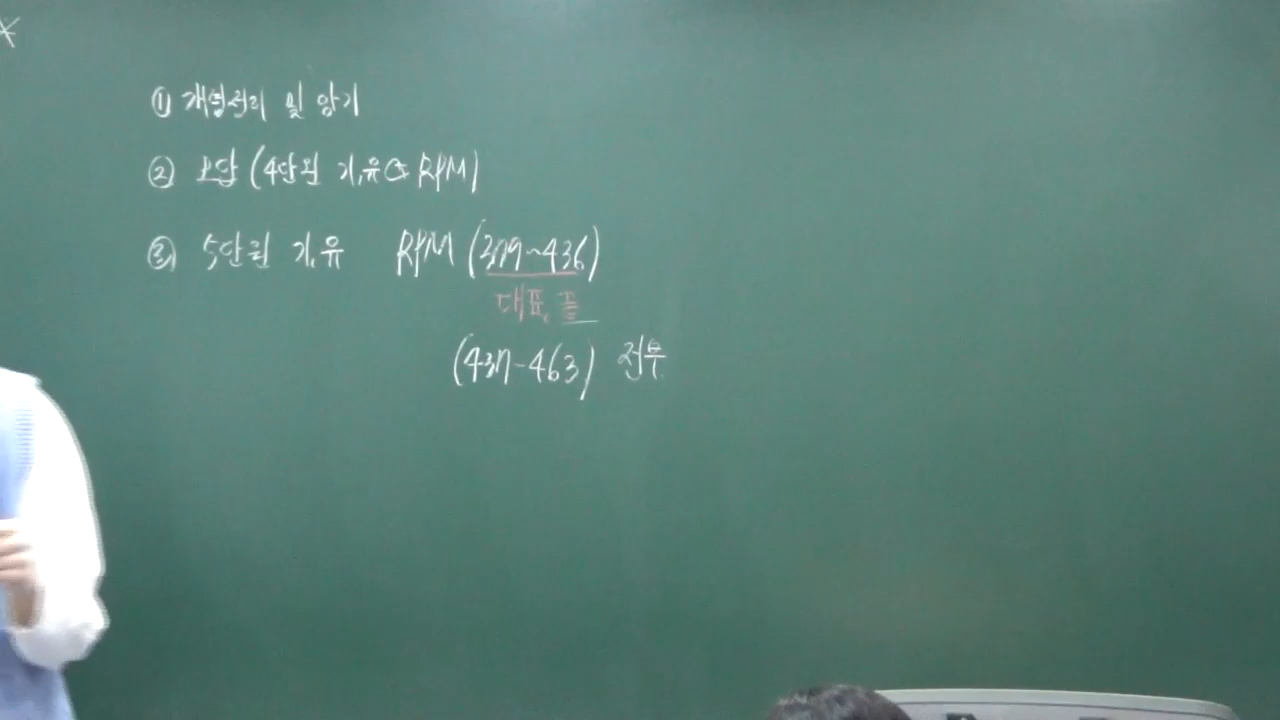 ① 개념정리 및 암기
② 오답 (4단원 기,유 RPM)
③ 5단원 기,유 RPM (379~436)
대표, 끝
(437-463) 전부